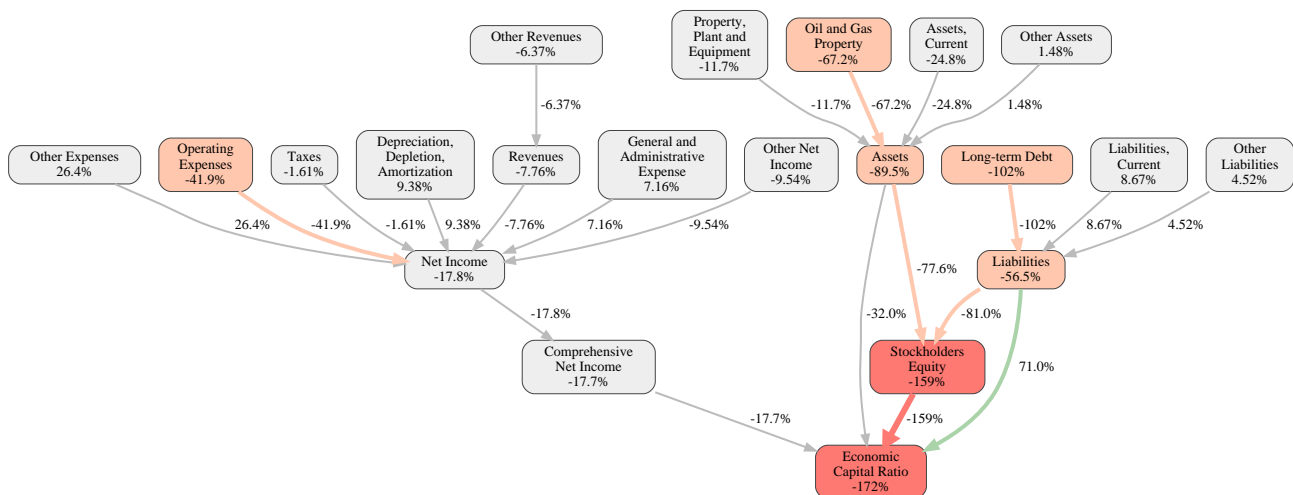 Other Revenues
-6.37%
Property,
Plant and
Equipment
-11.7%
Oil and Gas
Property
-67.2%
Assets,
Current
-24.8%
Other Assets
1.48%
-6.37%
-11.7%
-67.2%
-24.8%
1.48%
Other Expenses
26.4%
Operating
Expenses
-41.9%
Taxes
-1.61%
Depreciation,
Depletion,
Amortization
9.38%
Revenues
-7.76%
General and
Administrative
Expense
7.16%
Other Net
Income
-9.54%
Assets
-89.5%
Long-term Debt
-102%
Liabilities,
Current
8.67%
Other
Liabilities
4.52%
26.4%
-41.9%
-1.61%
9.38%
-7.76%
7.16%
-9.54%
-102%
8.67%
4.52%
Net Income
-17.8%
Liabilities
-56.5%
-17.8%
-32.0%
-77.6%
-81.0%
71.0%
Comprehensive
Net Income
-17.7%
Stockholders
Equity
-159%
-17.7%
-159%
Economic
Capital Ratio
-172%